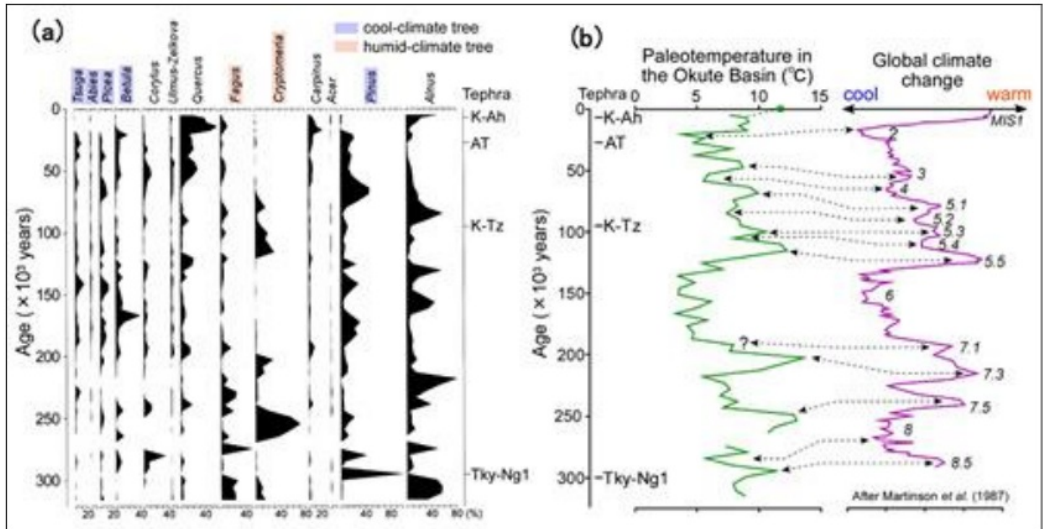 (a)
cool-climate tree
humid-climate tree
Tsuga
Abies
Picea
Betula
Corylus
Ulmus-Zelkova
Quercus
Fagus
Cryptomeria
Carpinus
Acer
Pinus
Alnus
Tephra
0
50
100
150
200
250
300
Age (×10³ years)
K-Ah
AT
K-Tz
Tky-Ng1
20 20 40 40 40 40 20 40 80 40 80 (%)
(b)
Paleotemperature in
the Okute Basin (°C)
Global climate
change
Tephra 0 5 10 15
cool warm
0
50
100
150
200
250
300
Age (×10³ years)
K-Ah
AT
K-Tz
Tky-Ng1
?
MIS1
2
3
4
5.1
5.2
5.3
5.4
5.5
6
7.1
7.3
7.5
8
8.5
After Martinson et al. (1987)